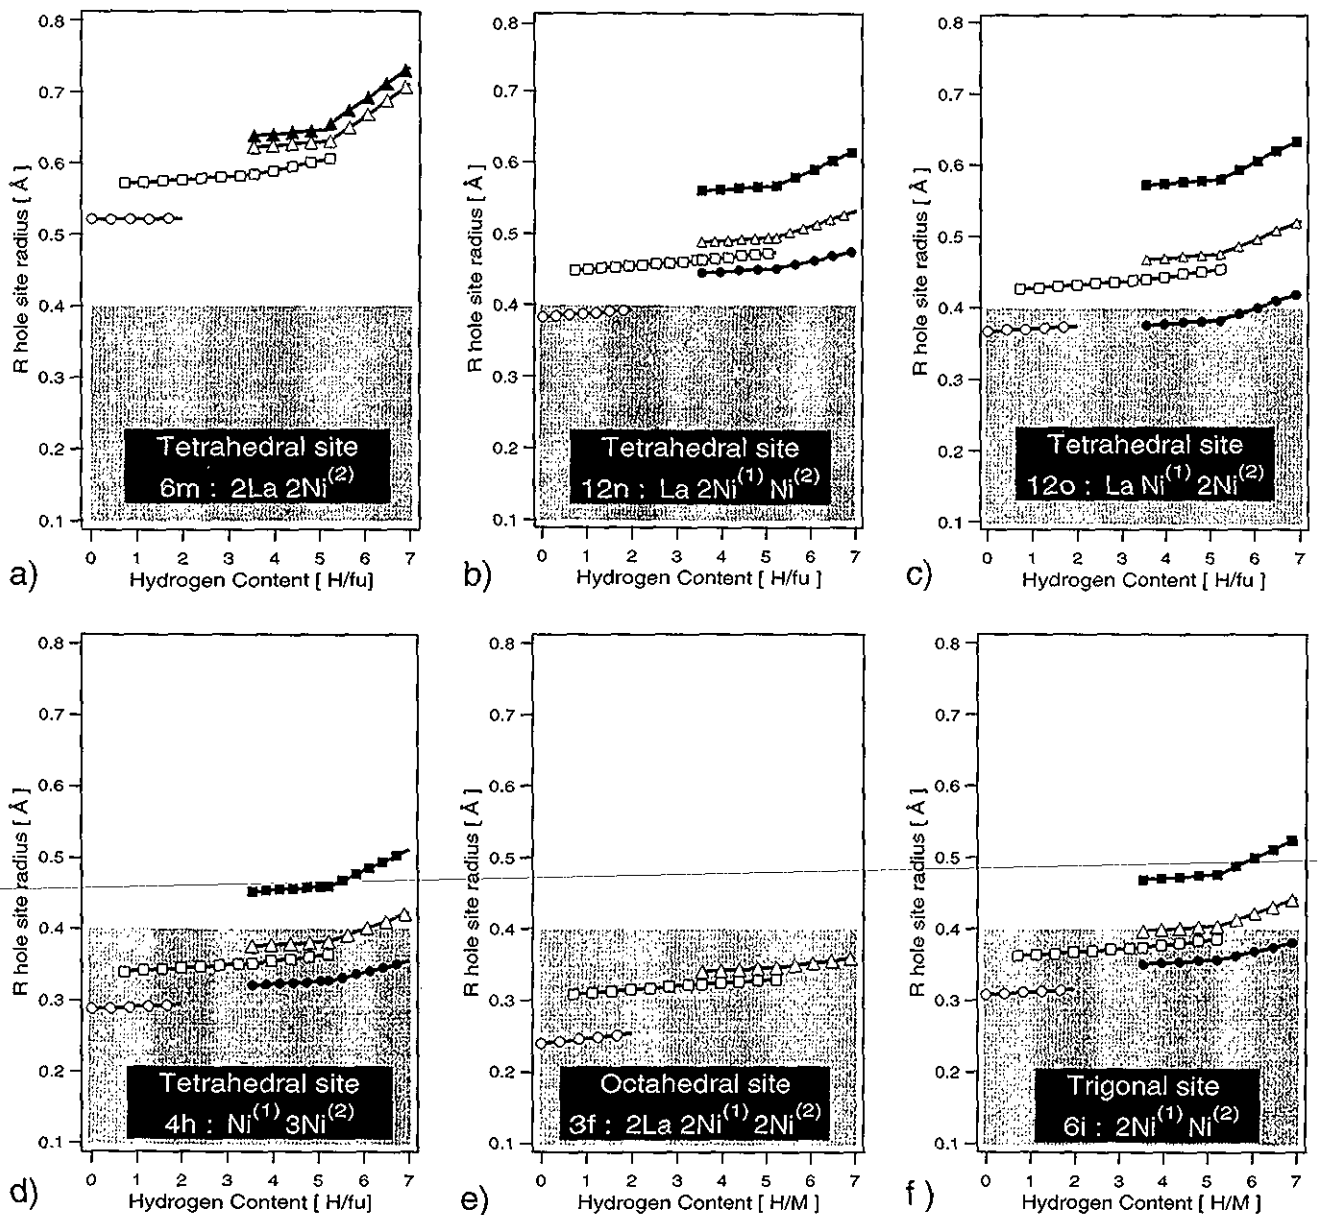 0.8
0.7
0.6
0.5
0.4
0.3
0.2
0.1
R hole site radius [ Å ]
Tetrahedral site
6m : 2La 2Ni(2)
0 1 2 3 4 5 6 7
Hydrogen Content [ H/fu]
a)
0.8
0.7
0.6
0.5
0.4
0.3
0.2
0.1
R hole site radius [ Å ]
Tetrahedral site
12n : La 2Ni(1) Ni(2)
0 1 2 3 4 5 6 7
Hydrogen Content [ H/fu]
b)
0.8
0.7
0.6
0.5
0.4
0.3
0.2
0.1
R hole site radius [ Å ]
Tetrahedral site
12o : La Ni(1) 2Ni(2)
0 1 2 3 4 5 6 7
Hydrogen Content [ H/fu]
c)
0.8
0.7
0.6
0.5
0.4
0.3
0.2
0.1
R hole site radius [ Å ]
Tetrahedral site
4h : Ni(1) 3Ni(2)
0 1 2 3 4 5 6 7
Hydrogen Content [ H/fu]
d)
0.8
0.7
0.6
0.5
0.4
0.3
0.2
0.1
R hole site radius [ Å ]
Octahedral site
3f : 2La 2Ni(1) 2Ni(2)
0 1 2 3 4 5 6 7
Hydrogen Content [ H/M ]
e)
0.8
0.7
0.6
0.5
0.4
0.3
0.2
0.1
R hole site radius [ Å ]
Trigonal site
6i : 2Ni(1) Ni(2)
0 1 2 3 4 5 6 7
Hydrogen Content [ H/M ]
f)